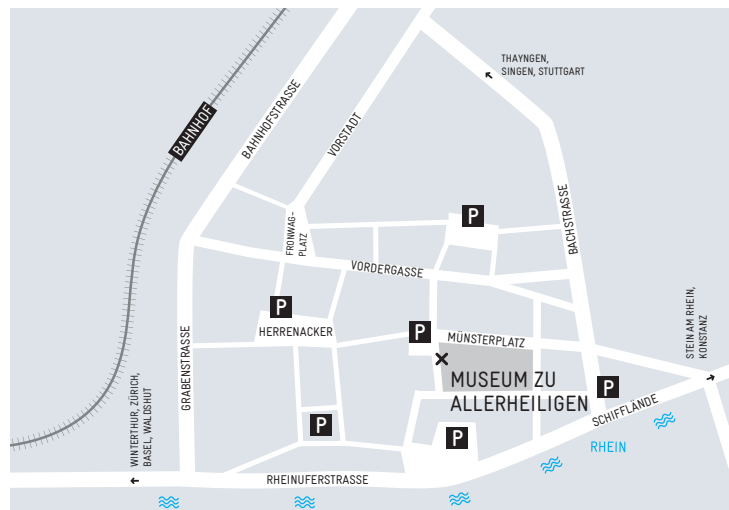 THAYNGEN,
SINGEN, STUTTGART
BAHNHOF
BAHNHOFSTRASSE
VORSTADT
BACHSTRASSE
P
FRONWAG-
PLATZ
VORDERGASSE
P
HERRENACKER
P
MÜNSTERPLATZ
STEIN AM RHEIN,
KONSTANZ
GRABENSTRASSE
MUSEUM ZU
ALLERHEILIGEN
P
SCHIFFLÄNDE
P
P
RHEIN
WINTERTHUR, ZÜRICH,
BASEL, WALDSHUT
RHEINUFERSTRASSE